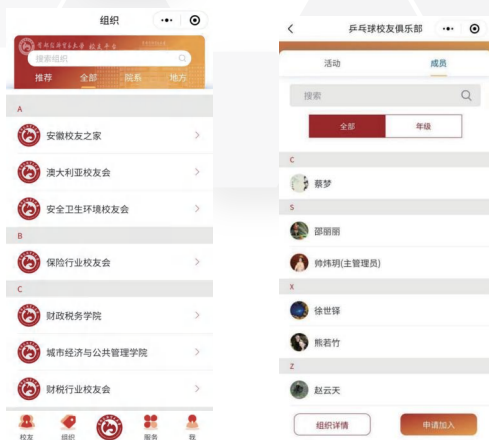 组织
校友平台
搜索组织
推荐 全部 院系 地方
A
安徽校友之家
澳大利亚校友会
安全卫生环境校友会
B
保险行业校友会
C
财政税务学院
城市经济与公共管理学院
财税行业校友会
校友 组织 服务 我
乒乓球校友俱乐部
活动 成员
搜索
全部 年级
C
蔡梦
S
邵丽丽
帅炜玥(主管理员)
X
徐世铎
熊若竹
Z
赵云天
组织详情 申请加入